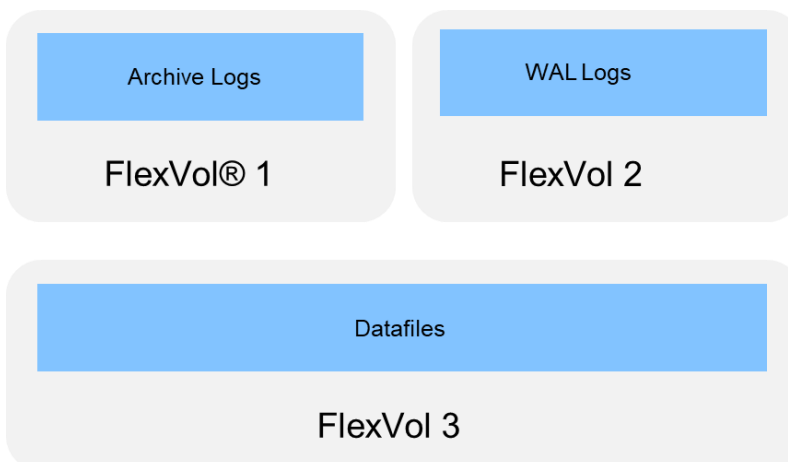 Archive Logs
WAL Logs
FlexVol® 1
FlexVol 2
Datafiles
FlexVol 3